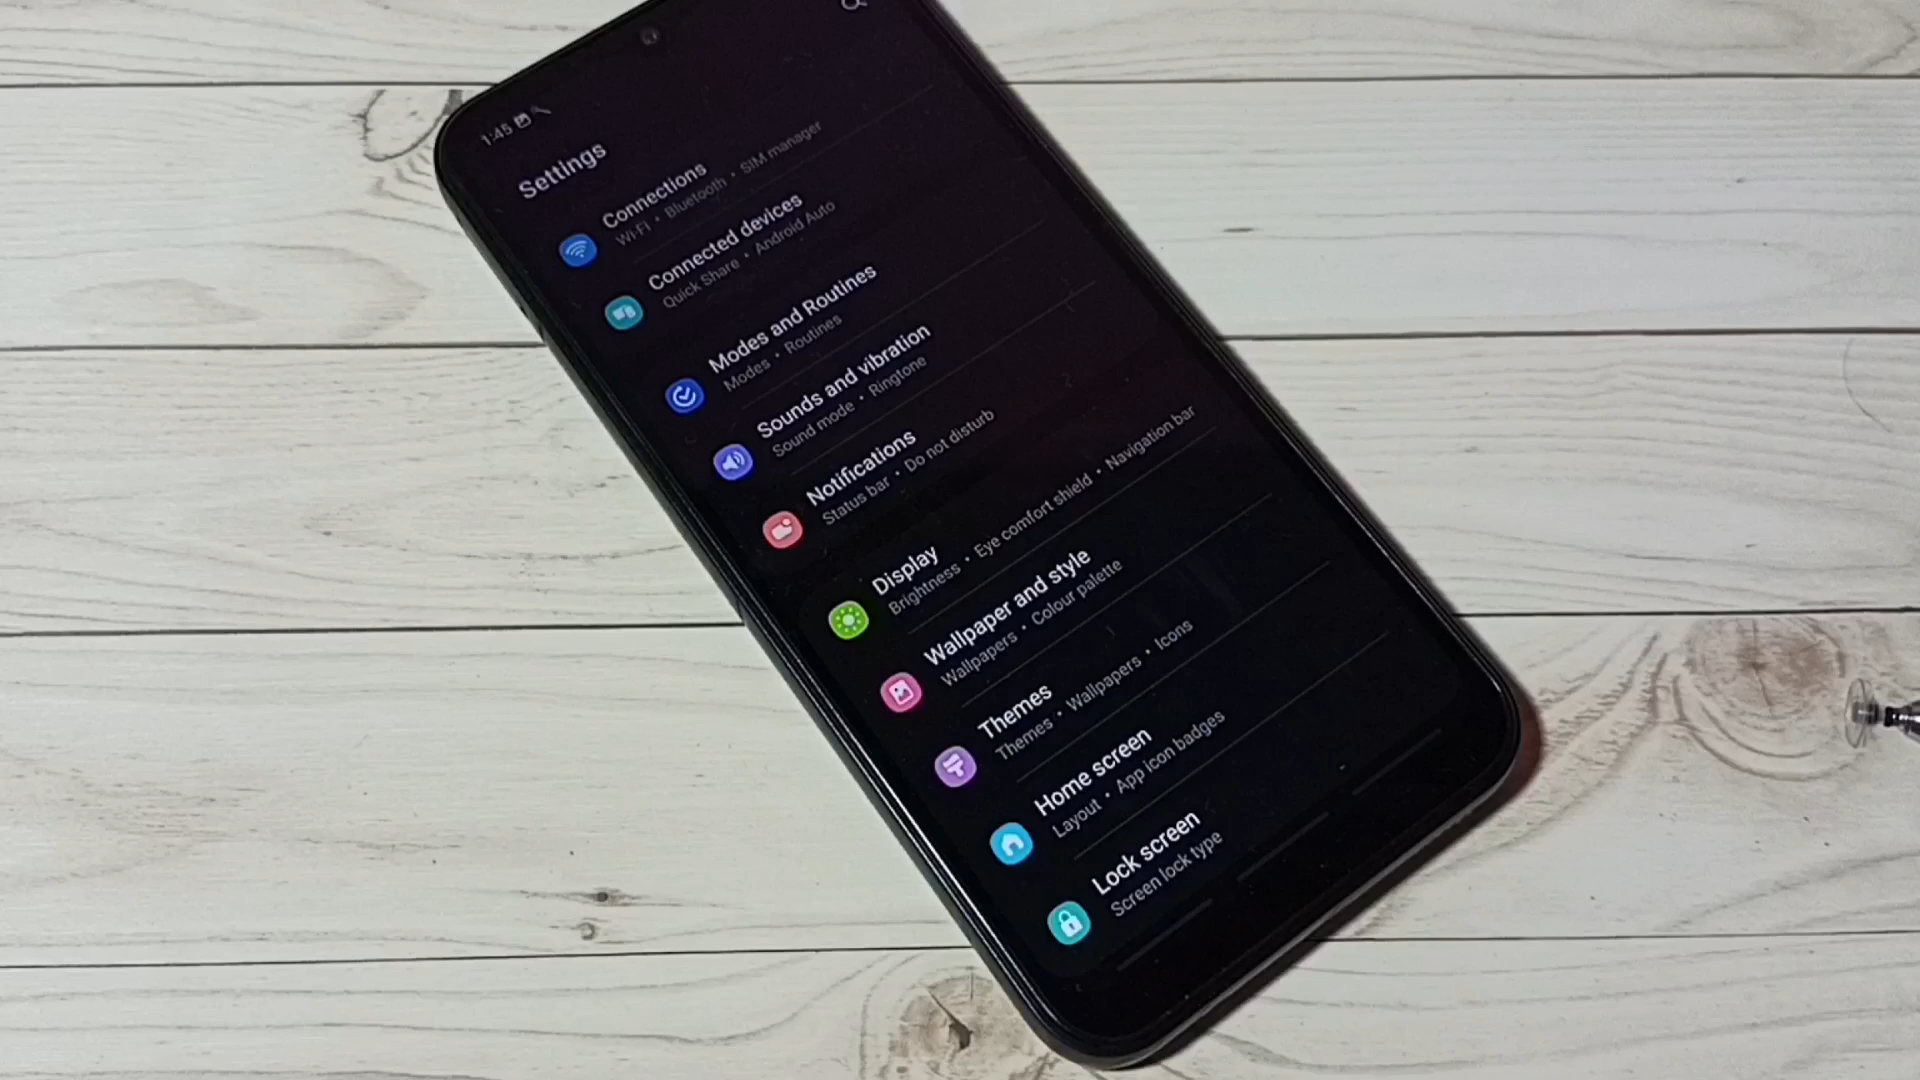 1:45
Settings
Connections
Wi-Fi • Bluetooth • SIM manager
Connected devices
Quick Share • Android Auto
Modes and Routines
Modes • Routines
Sounds and vibration
Sound mode • Ringtone
Notifications
Status bar • Do not disturb
Display
Brightness • Eye comfort shield • Navigation bar
Wallpaper and style
Wallpapers • Colour palette
Themes
Themes • Wallpapers • Icons
Home screen
Layout • App icon badges
Lock screen
Screen lock type